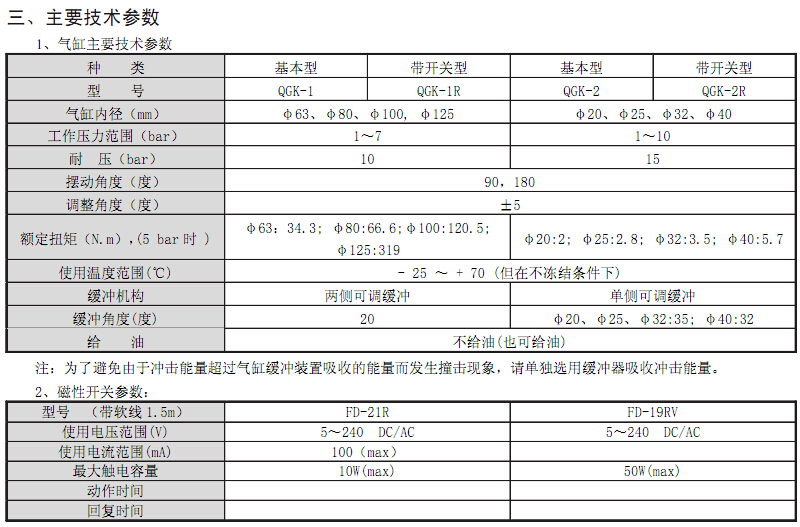 三、主要技术参数
1、气缸主要技术参数
种 类 基本型 带开关型 基本型 带开关型
型 号 QGK-1 QGK-1R QGK-2 QGK-2R
气缸内径（mm） φ63、φ80、φ100, φ125 φ20、φ25、φ32、φ40
工作压力范围（bar） 1～7 1～10
耐 压（bar） 10 15
摆动角度（度） 90，180
调整角度（度） ±5
额定扭矩（N.m）,(5 bar时 ) φ63: 34.3; φ80:66.6;φ100:120.5; φ20:2; φ25:2.8; φ32:3.5; φ40:5.7
φ125:319
使用温度范围(℃) － 25 ～ ＋ 70 (但在不冻结条件下)
缓冲机构 两侧可调缓冲 单侧可调缓冲
缓冲角度(度) 20 φ20、φ25、φ32:35; φ40:32
给 油 不给油(也可给油)
注：为了避免由于冲击能量超过气缸缓冲装置吸收的能量而发生撞击现象，请单独选用缓冲器吸收冲击能量。
2、磁性开关参数:
型号 （带软线1.5m） FD-21R FD-19RV
使用电压范围(V) 5～240 DC/AC 5～240 DC/AC
使用电流范围(mA) 100（max）
最大触电容量 10W(max) 50W(max)
动作时间
回复时间